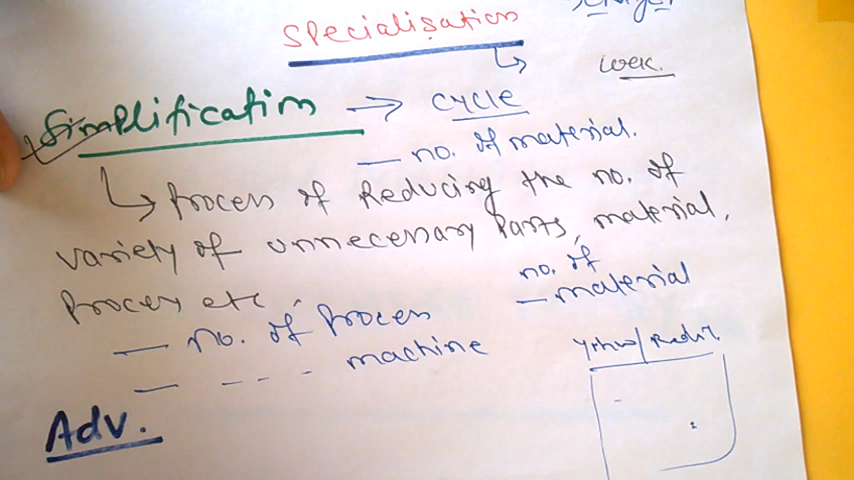 Specialisation
work.
Simplification → cycle
— no. of material.
↳ Process of Reducing the no. of
variety of unnecessary parts, material,
Process etc.
no. of
— material
— no. of Process
— ---- machine
Adv.